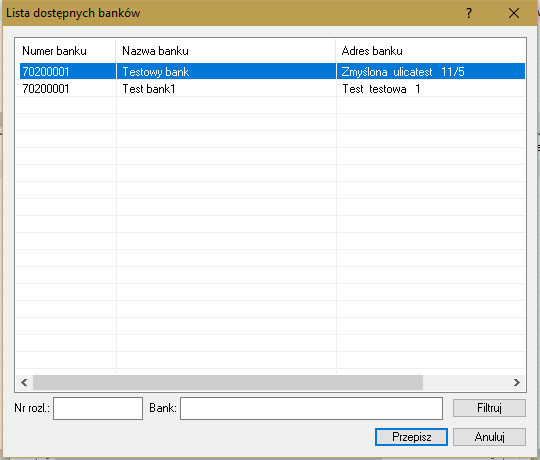 Lista dostępnych banków ?
Numer banku Nazwa banku Adres banku
70200001 Testowy bank Zmyślona ulicatest 11/5
70200001 Test bank1 Test testowa 1
Nr rozl.: Bank: Filtruj
Przepisz Anuluj